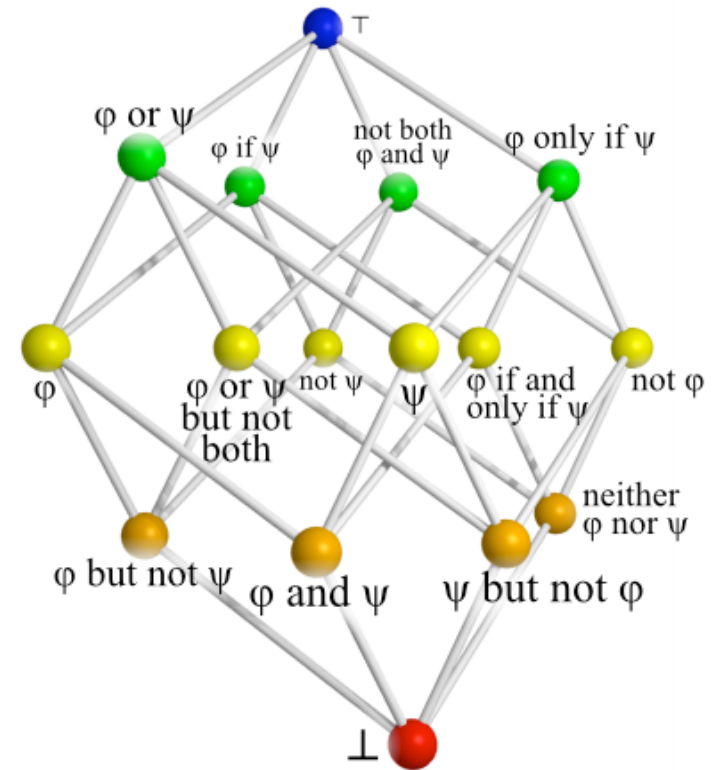 ⊤
φ or ψ
φ if ψ
not both
φ and ψ
φ only if ψ
φ
φ or ψ
but not
both
not ψ
ψ
φ if and
only if ψ
not φ
neither
φ nor ψ
φ but not ψ
φ and ψ
ψ but not φ
⊥